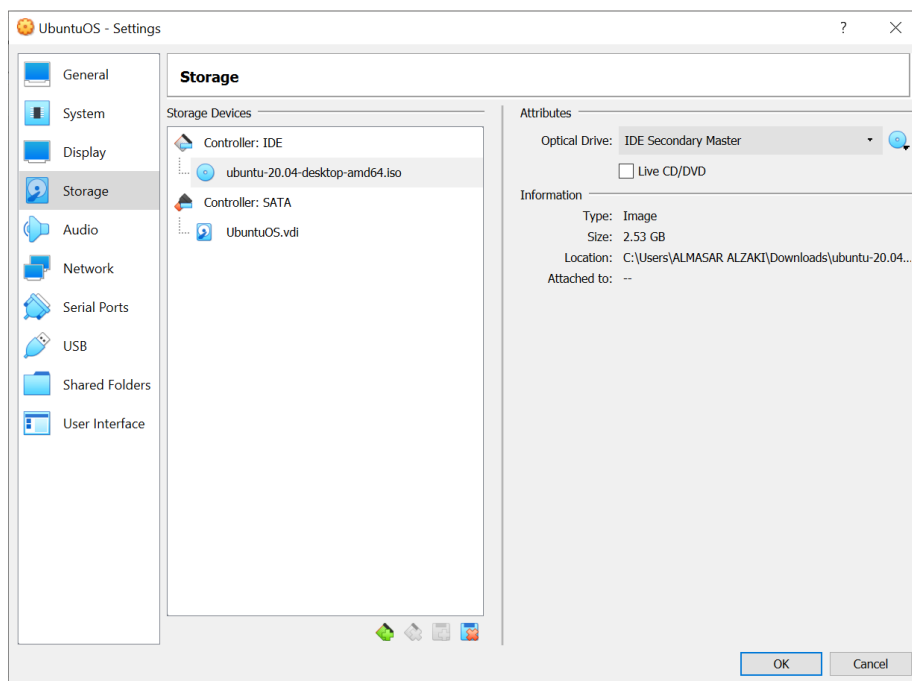 UbuntuOS - Settings
?
General
System
Display
Storage
Audio
Network
Serial Ports
USB
Shared Folders
User Interface
Storage
Storage Devices
Controller: IDE
ubuntu-20.04-desktop-amd64.iso
Controller: SATA
UbuntuOS.vdi
Attributes
Optical Drive: IDE Secondary Master
Live CD/DVD
Information
Type: Image
Size: 2.53 GB
Location: C:\Users\ALMASAR ALZAKI\Downloads\ubuntu-20.04...
Attached to: --
OK Cancel